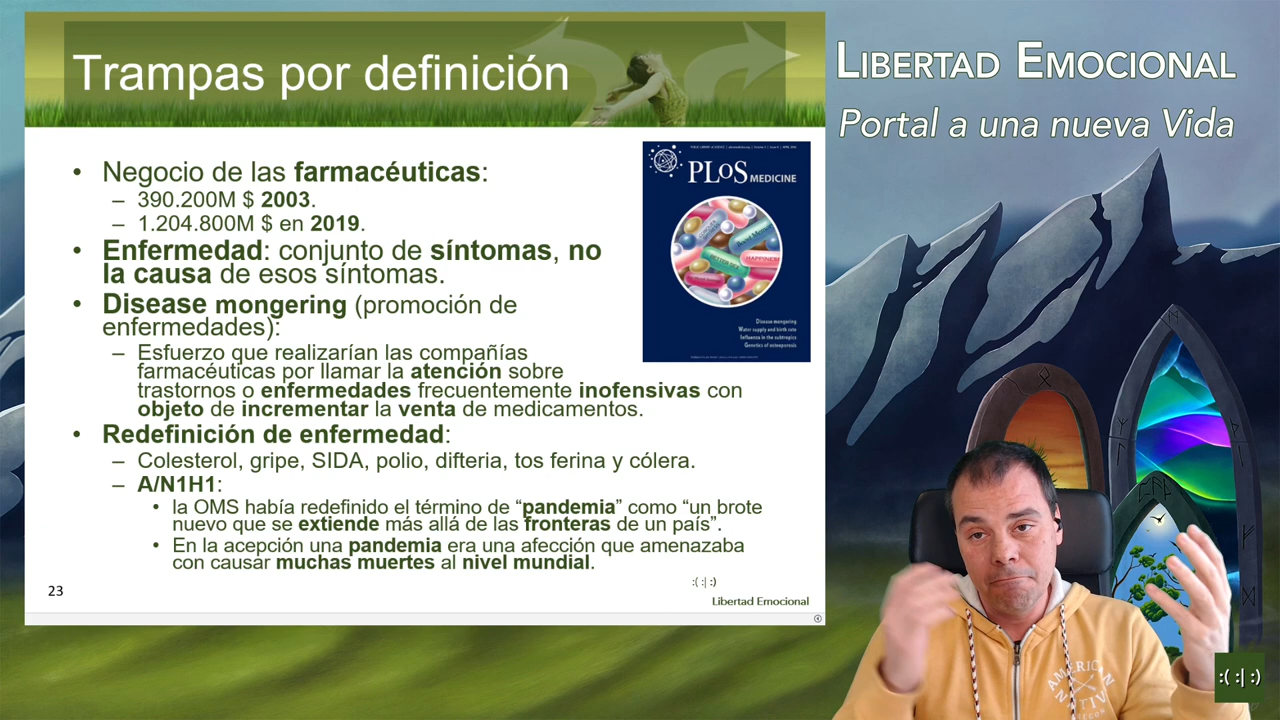 Trampas por definición
LIBERTAD EMOCIONAL
Portal a una nueva Vida
• Negocio de las farmacéuticas:
– 390.200M $ 2003.
– 1.204.800M $ en 2019.
• Enfermedad: conjunto de síntomas, no
la causa de esos síntomas.
• Disease mongering (promoción de
enfermedades):
– Esfuerzo que realizarían las compañías
farmacéuticas por llamar la atención sobre
trastornos o enfermedades frecuentemente inofensivas con
objeto de incrementar la venta de medicamentos.
• Redefinición de enfermedad:
– Colesterol, gripe, SIDA, polio, difteria, tos ferina y cólera.
– A/N1H1:
• la OMS había redefinido el término de “pandemia” como “un brote
nuevo que se extiende más allá de las fronteras de un país”.
• En la acepción una pandemia era una afección que amenazaba
con causar muchas muertes al nivel mundial.
PLoS MEDICINE
Disease mongering
Water supply and birth rate
Influenza in the subtropics
Genetics of osteoporosis
23
:( :| :)
Libertad Emocional
AMERICAN
NATIV
:( :| :)